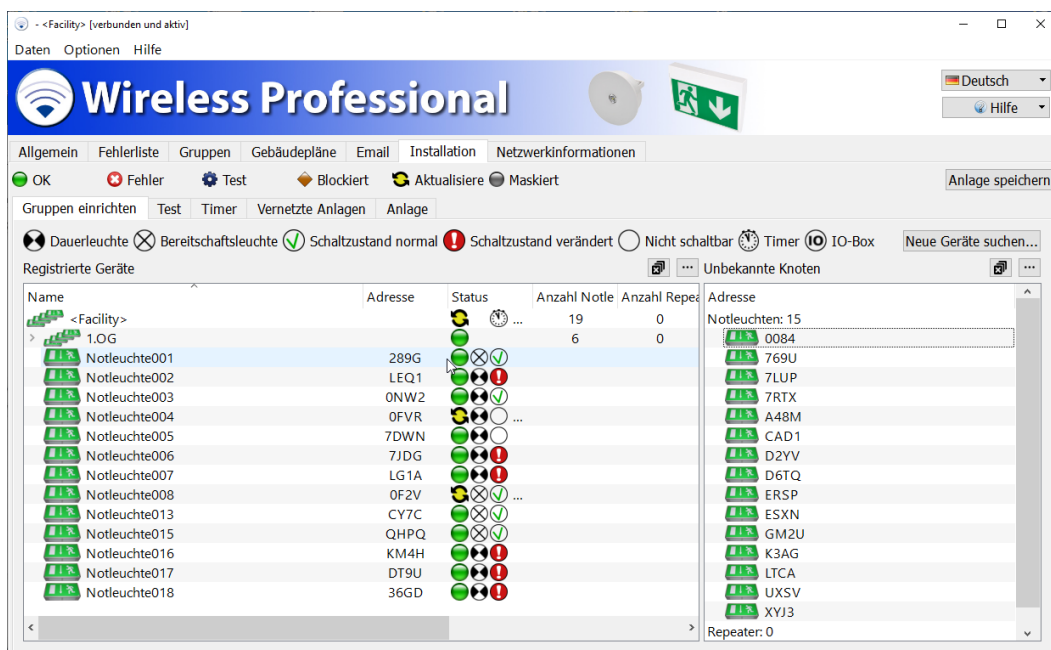 - <Facility> [verbunden und aktiv]
Daten Optionen Hilfe
Wireless Professional
Deutsch
Hilfe
Allgemein Fehlerliste Gruppen Gebäudepläne Email Installation Netzwerkinformationen
OK Fehler Test Blockiert Aktualisiere Maskiert Anlage speichern
Gruppen einrichten Test Timer Vernetzte Anlagen Anlage
Dauerleuchte Bereitschaftsleuchte Schaltzustand normal Schaltzustand verändert Nicht schaltbar Timer IO IO-Box Neue Geräte suchen...
Registrierte Geräte ... Unbekannte Knoten ...
Name Adresse Status Anzahl Notle Anzahl Repea Adresse
<Facility> ... 19 0 Notleuchten: 15
1.OG 6 0 0084
Notleuchte001 289G 769U
Notleuchte002 LEQ1 7LUP
Notleuchte003 0NW2 7RTX
Notleuchte004 0FVR ... A48M
Notleuchte005 7DWN CAD1
Notleuchte006 7JDG D2YV
Notleuchte007 LG1A D6TQ
Notleuchte008 0F2V ... ERSP
Notleuchte013 CY7C ESXN
Notleuchte015 QHPQ GM2U
Notleuchte016 KM4H K3AG
Notleuchte017 DT9U LTCA
Notleuchte018 36GD UXSV
XYJ3
Repeater: 0